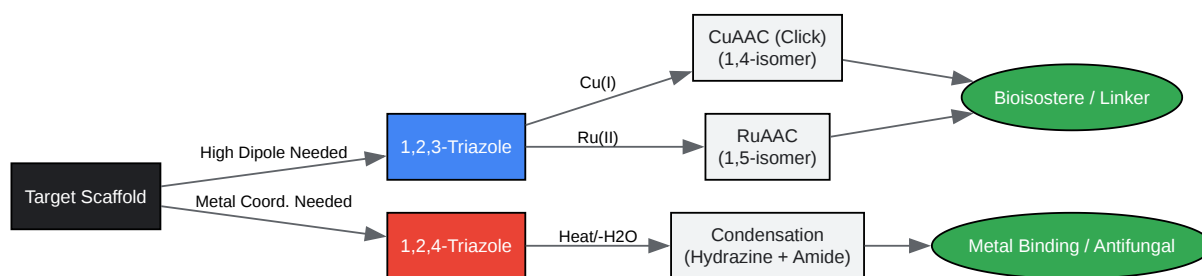 Target Scaffold
High Dipole Needed
Metal Coord. Needed
1,2,3-Triazole
1,2,4-Triazole
Cu(I)
Ru(II)
Heat/-H2O
CuAAC (Click)
(1,4-isomer)
RuAAC
(1,5-isomer)
Condensation
(Hydrazine + Amide)
Bioisostere / Linker
Metal Binding / Antifungal